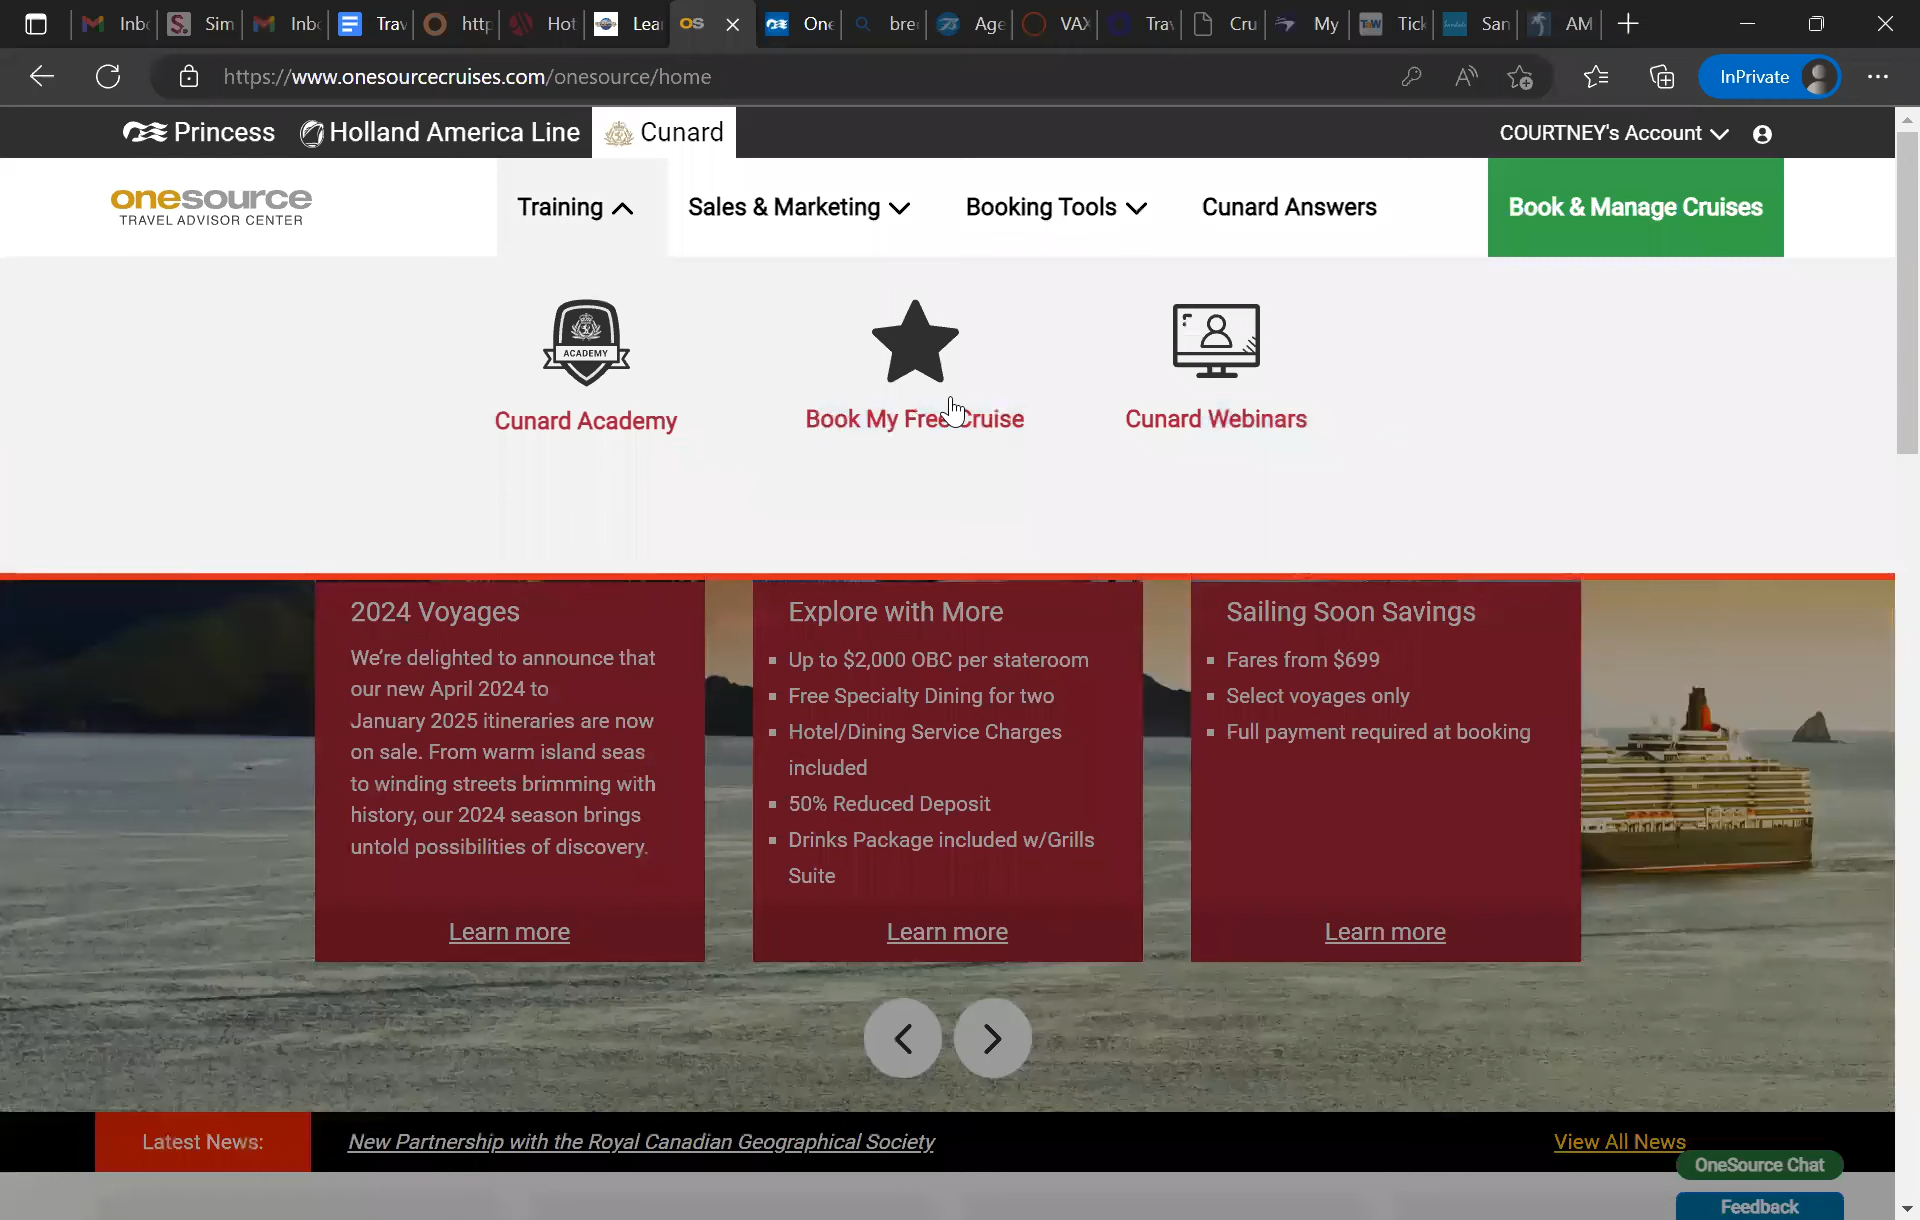 Inb Sim Inb Trav http Hot Lea OS One bre Age VAX Trav Cru My TaW Tick San AM
https://www.onesourcecruises.com/onesource/home
InPrivate
Princess Holland America Line Cunard COURTNEY's Account
onesource
TRAVEL ADVISOR CENTER
Training Sales & Marketing Booking Tools Cunard Answers Book & Manage Cruises
ACADEMY
Cunard Academy Book My Free Cruise Cunard Webinars
2024 Voyages
We're delighted to announce that
our new April 2024 to
January 2025 itineraries are now
on sale. From warm island seas
to winding streets brimming with
history, our 2024 season brings
untold possibilities of discovery.
Learn more
Explore with More
▪ Up to $2,000 OBC per stateroom
▪ Free Specialty Dining for two
▪ Hotel/Dining Service Charges
included
▪ 50% Reduced Deposit
▪ Drinks Package included w/Grills
Suite
Learn more
Sailing Soon Savings
▪ Fares from $699
▪ Select voyages only
▪ Full payment required at booking
Learn more
Latest News: New Partnership with the Royal Canadian Geographical Society View All News
OneSource Chat
Feedback